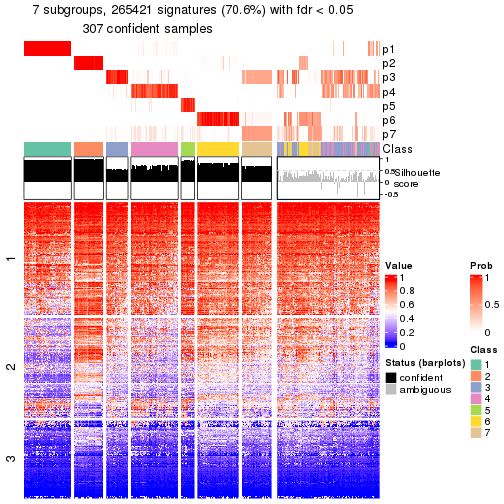 7 subgroups, 265421 signatures (70.6%) with fdr < 0.05
307 confident samples
p1
p2
p3
p4
p5
p6
p7
Class
1
0.5
0
-0.5
Silhouette
score
1
2
3
Value
1
0.8
0.6
0.4
0.2
0
Status (barplots)
confident
ambiguous
Prob
1
0.5
0
Class
1
2
3
4
5
6
7